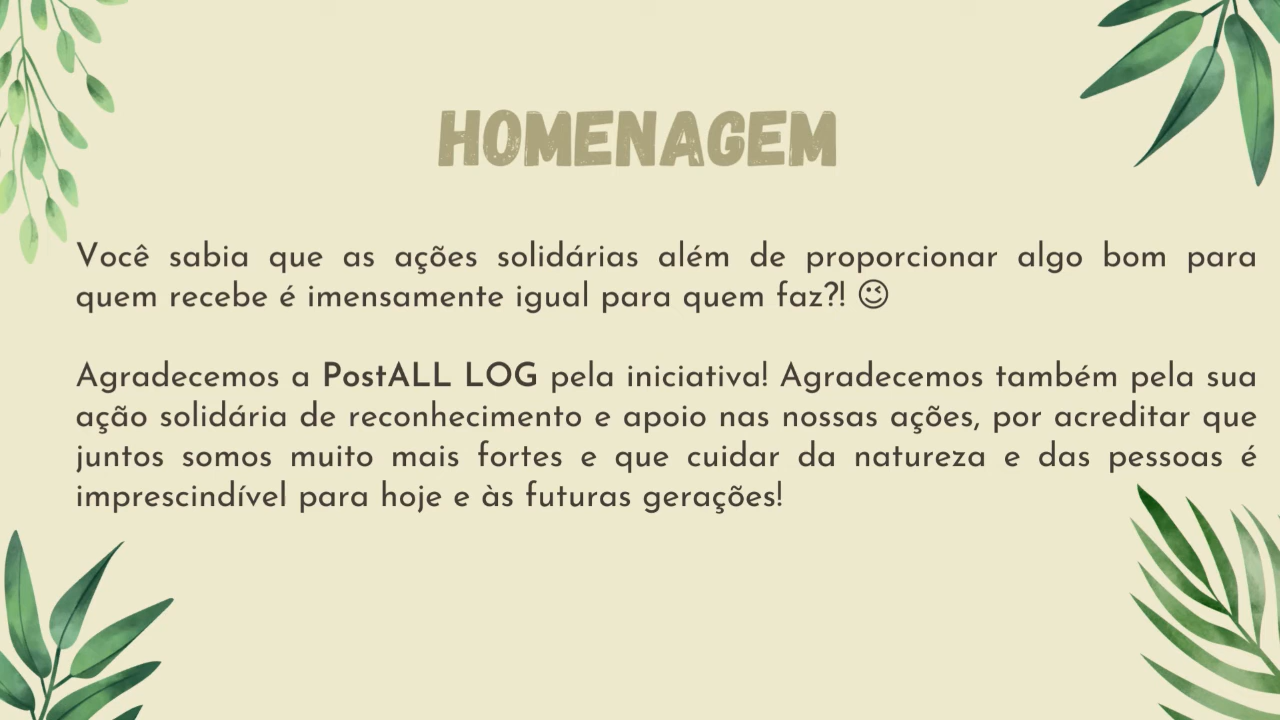 HOMENAGEM
Você sabia que as ações solidárias além de proporcionar algo bom para
quem recebe é imensamente igual para quem faz?! 😉
Agradecemos a PostALL LOG pela iniciativa! Agradecemos também pela sua
ação solidária de reconhecimento e apoio nas nossas ações, por acreditar que
juntos somos muito mais fortes e que cuidar da natureza e das pessoas é
imprescindível para hoje e às futuras gerações!